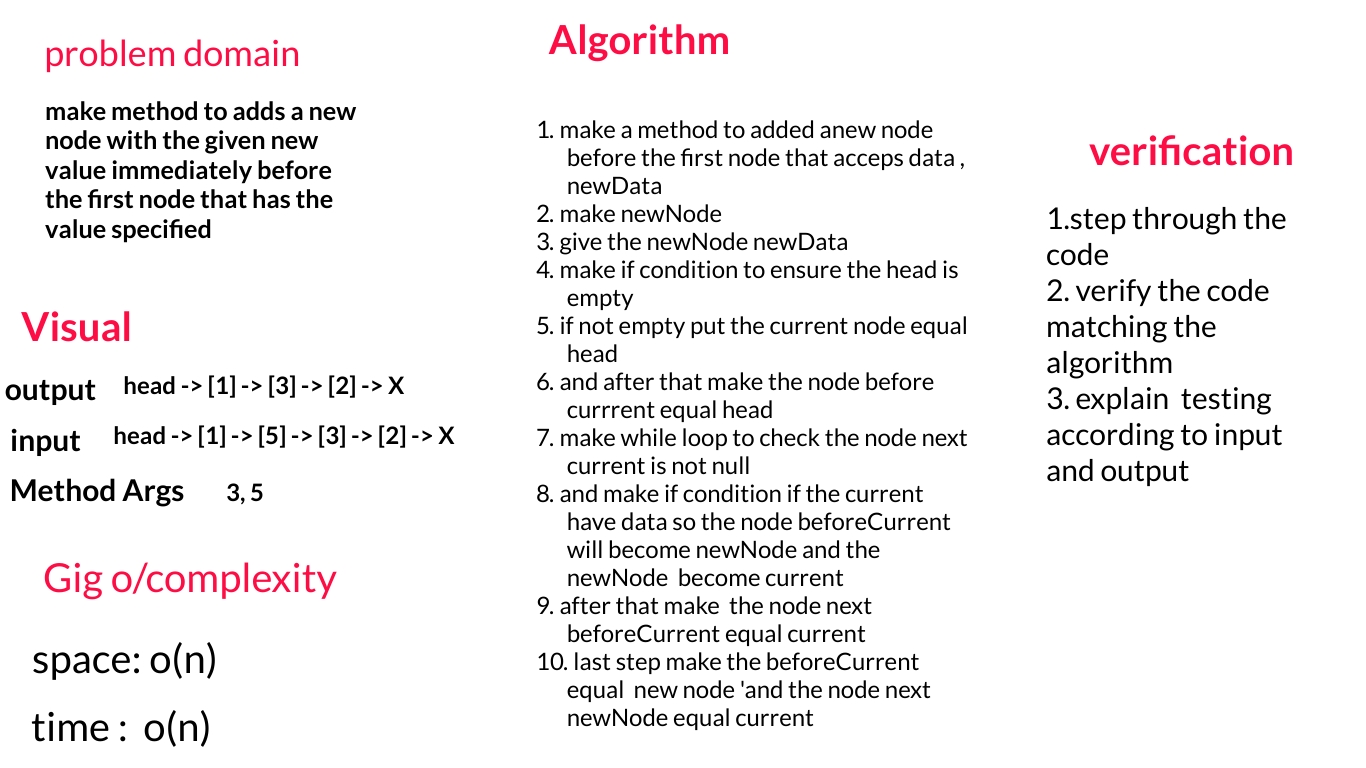 problem domain
make method to adds a new
node with the given new
value immediately before
the first node that has the
value specified
Visual
output head -> [1] -> [3] -> [2] -> X
input head -> [1] -> [5] -> [3] -> [2] -> X
Method Args 3, 5
Gig o/complexity
space: o(n)
time : o(n)
Algorithm
1. make a method to added anew node
before the first node that acceps data ,
newData
2. make newNode
3. give the newNode newData
4. make if condition to ensure the head is
empty
5. if not empty put the current node equal
head
6. and after that make the node before
currrent equal head
7. make while loop to check the node next
current is not null
8. and make if condition if the current
have data so the node beforeCurrent
will become newNode and the
newNode become current
9. after that make the node next
beforeCurrent equal current
10. last step make the beforeCurrent
equal new node 'and the node next
newNode equal current
verification
1.step through the
code
2. verify the code
matching the
algorithm
3. explain testing
according to input
and output